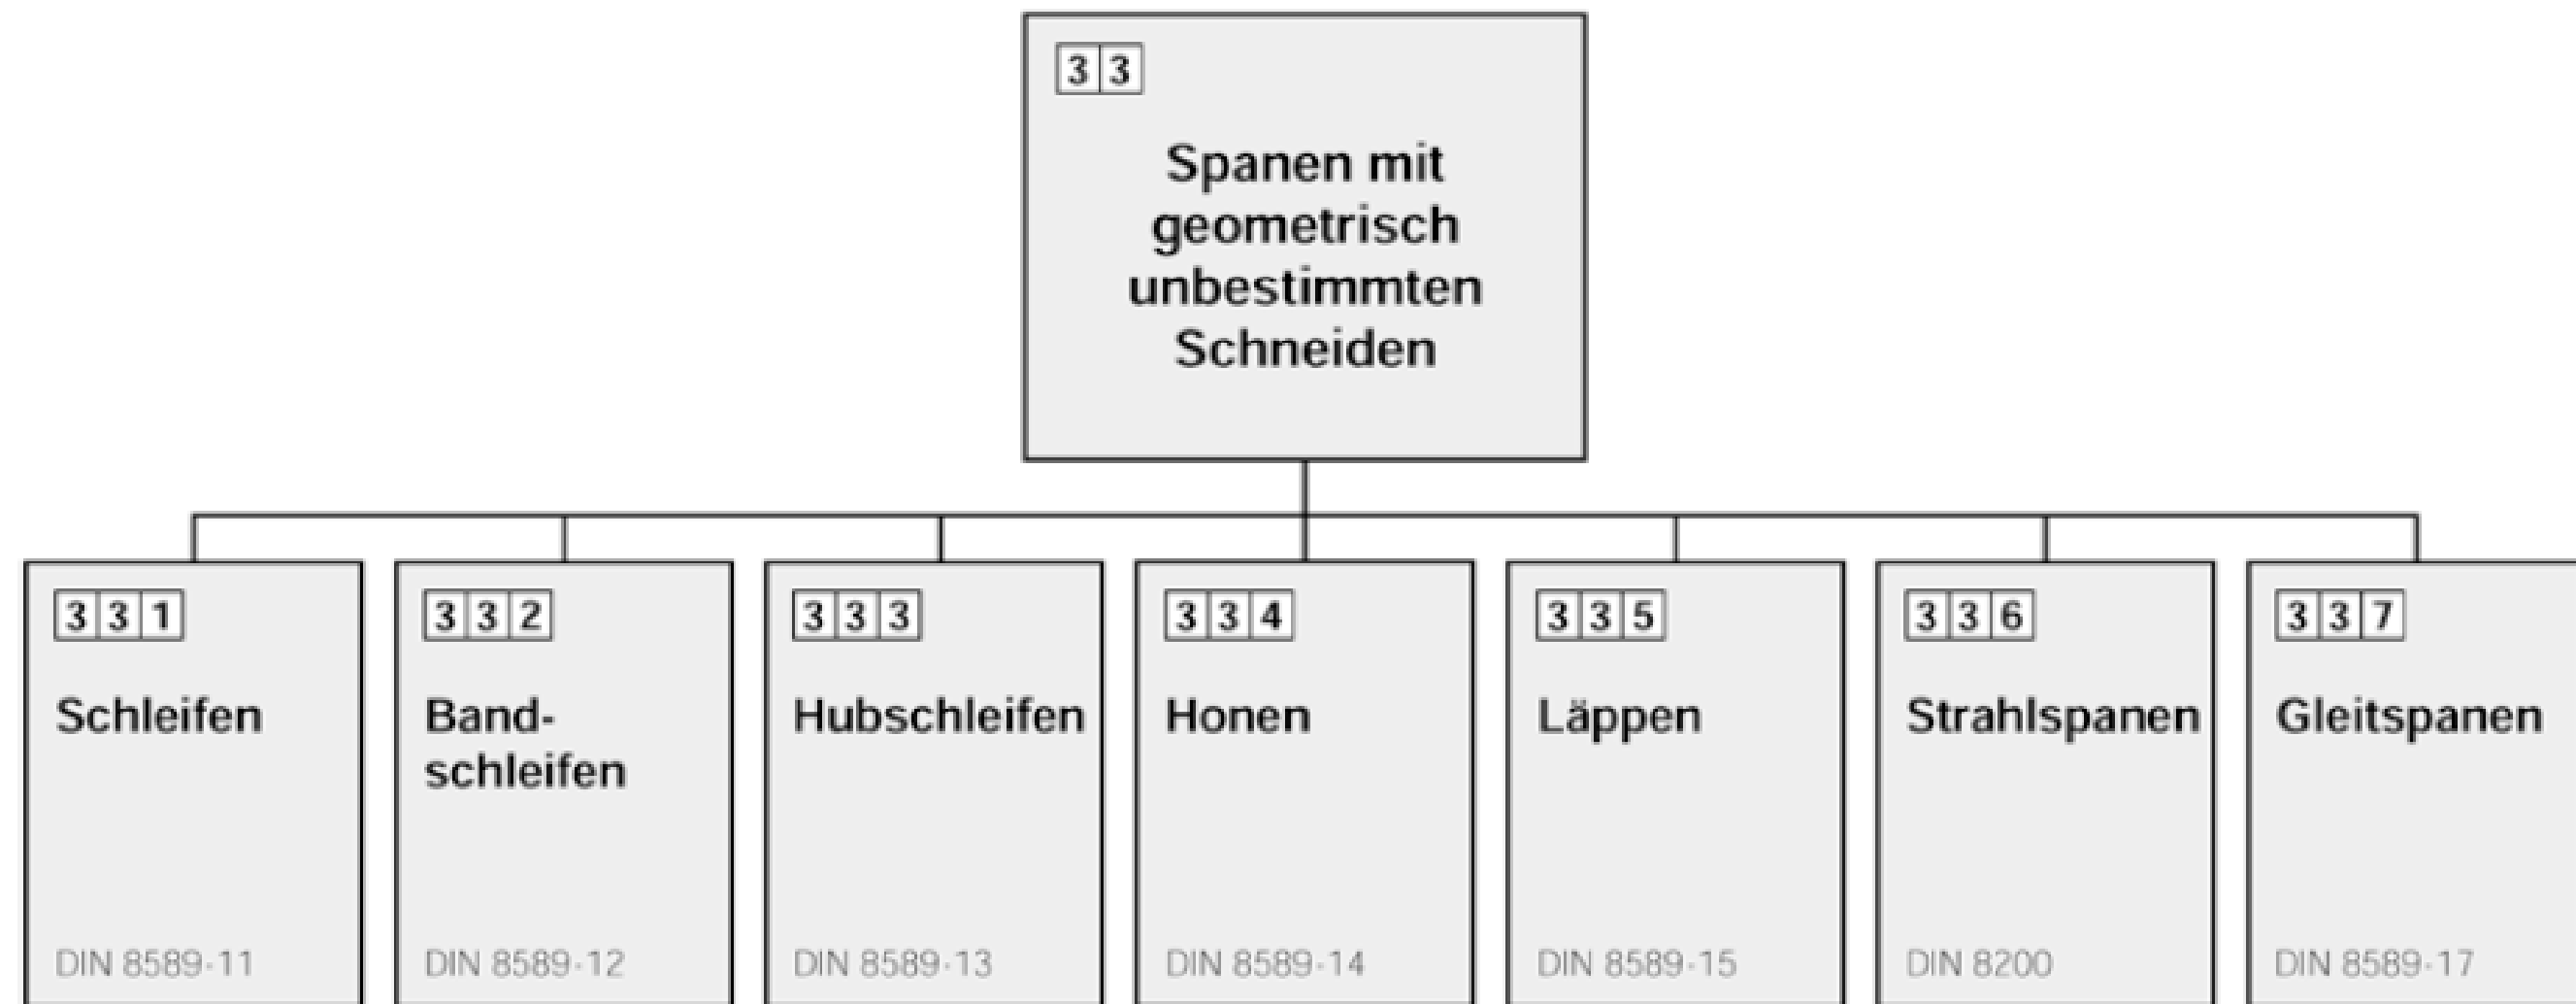 33
Spanen mit
geometrisch
unbestimmten
Schneiden
331
Schleifen
DIN 8589-11
332
Band-
schleifen
DIN 8589-12
333
Hubschleifen
DIN 8589-13
334
Honen
DIN 8589-14
335
Läppen
DIN 8589-15
336
Strahlspanen
DIN 8200
337
Gleitspanen
DIN 8589-17